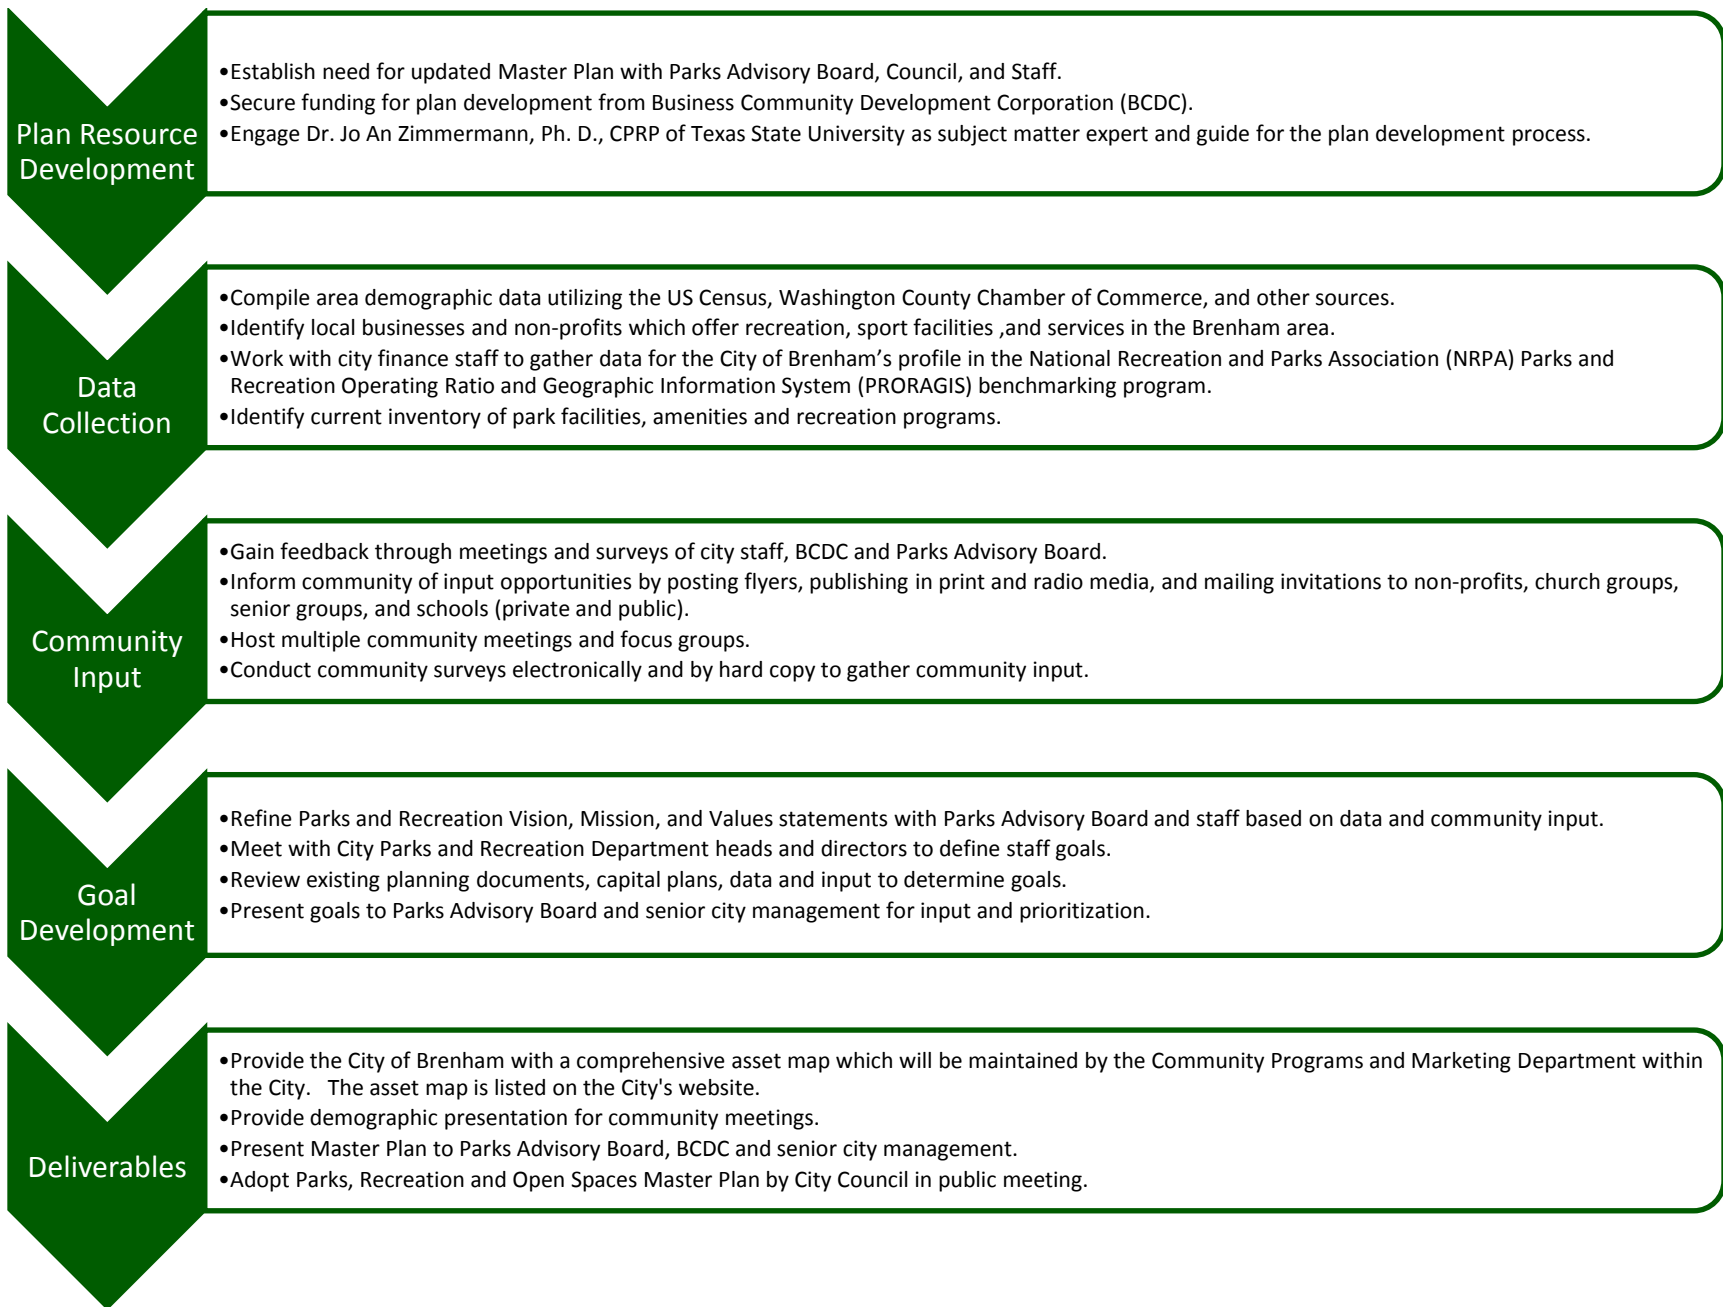 Plan Resource
Development
•Establish need for updated Master Plan with Parks Advisory Board, Council, and Staff.
•Secure funding for plan development from Business Community Development Corporation (BCDC).
•Engage Dr. Jo An Zimmermann, Ph. D., CPRP of Texas State University as subject matter expert and guide for the plan development process.
Data
Collection
•Compile area demographic data utilizing the US Census, Washington County Chamber of Commerce, and other sources.
•Identify local businesses and non-profits which offer recreation, sport facilities ,and services in the Brenham area.
•Work with city finance staff to gather data for the City of Brenham’s profile in the National Recreation and Parks Association (NRPA) Parks and
Recreation Operating Ratio and Geographic Information System (PRORAGIS) benchmarking program.
•Identify current inventory of park facilities, amenities and recreation programs.
Community
Input
•Gain feedback through meetings and surveys of city staff, BCDC and Parks Advisory Board.
•Inform community of input opportunities by posting flyers, publishing in print and radio media, and mailing invitations to non-profits, church groups,
senior groups, and schools (private and public).
•Host multiple community meetings and focus groups.
•Conduct community surveys electronically and by hard copy to gather community input.
Goal
Development
•Refine Parks and Recreation Vision, Mission, and Values statements with Parks Advisory Board and staff based on data and community input.
•Meet with City Parks and Recreation Department heads and directors to define staff goals.
•Review existing planning documents, capital plans, data and input to determine goals.
•Present goals to Parks Advisory Board and senior city management for input and prioritization.
Deliverables
•Provide the City of Brenham with a comprehensive asset map which will be maintained by the Community Programs and Marketing Department within
the City.   The asset map is listed on the City's website.
•Provide demographic presentation for community meetings.
•Present Master Plan to Parks Advisory Board, BCDC and senior city management.
•Adopt Parks, Recreation and Open Spaces Master Plan by City Council in public meeting.